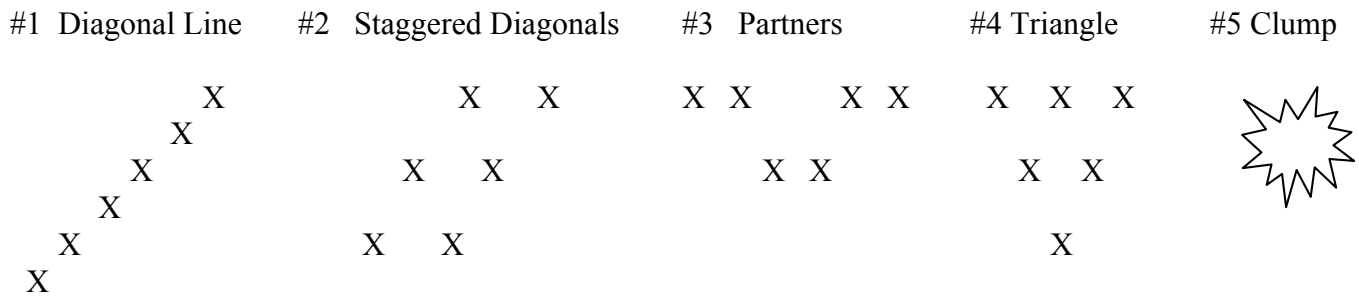 #1 Diagonal Line #2 Staggered Diagonals #3 Partners #4 Triangle #5 Clump
X X X X X X X X X X
X
X X X X X X X
X
X X X X
X